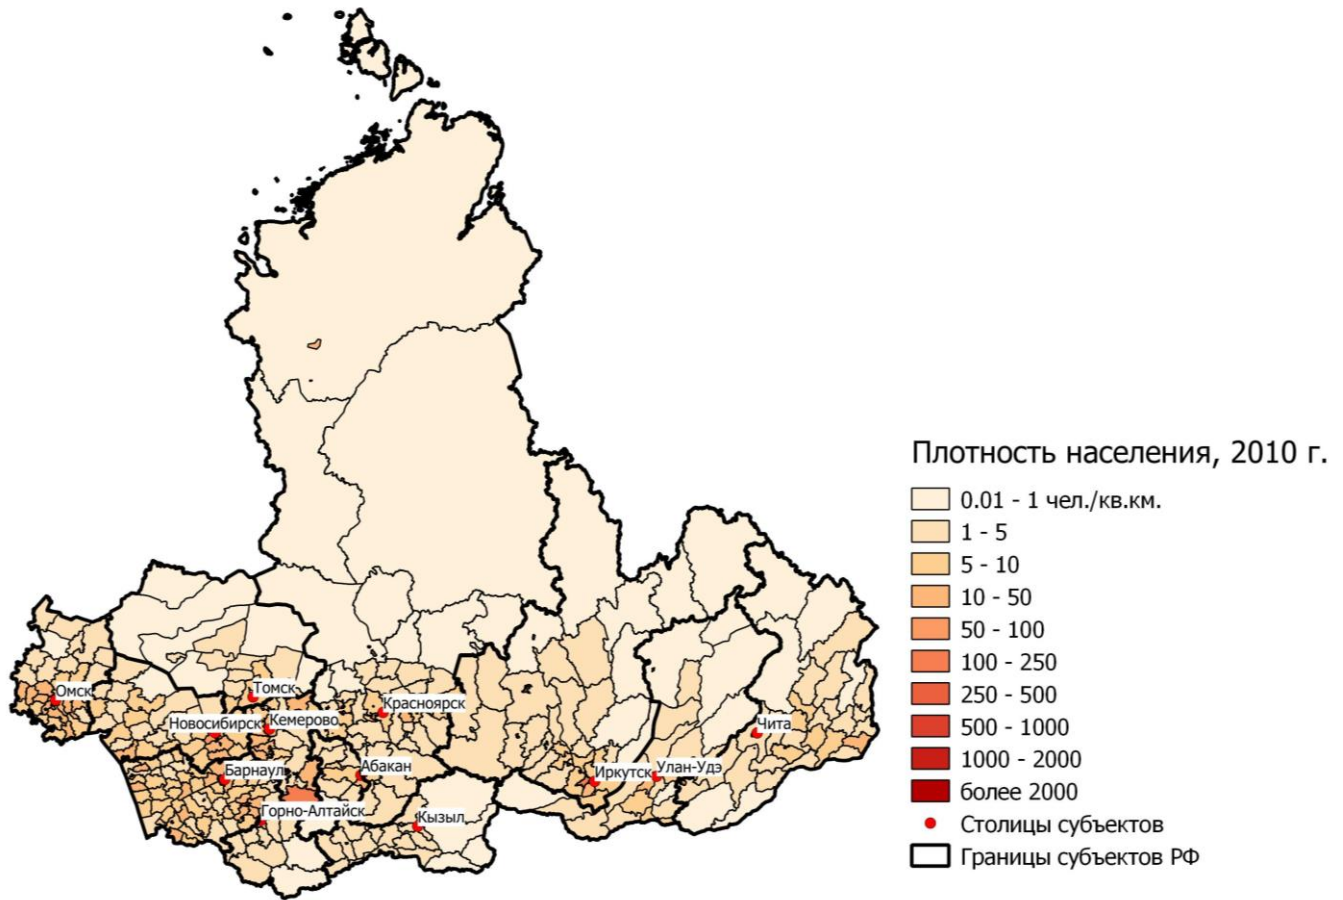 Омск
Томск
Красноярск
Новосибирск
Кемерово
Чита
Барнаул
Абакан
Иркутск
Улан-Удэ
Горно-Алтайск
Кызыл
Плотность населения, 2010 г.
0.01 - 1 чел./кв.км.
1 - 5
5 - 10
10 - 50
50 - 100
100 - 250
250 - 500
500 - 1000
1000 - 2000
более 2000
Столицы субъектов
Границы субъектов РФ